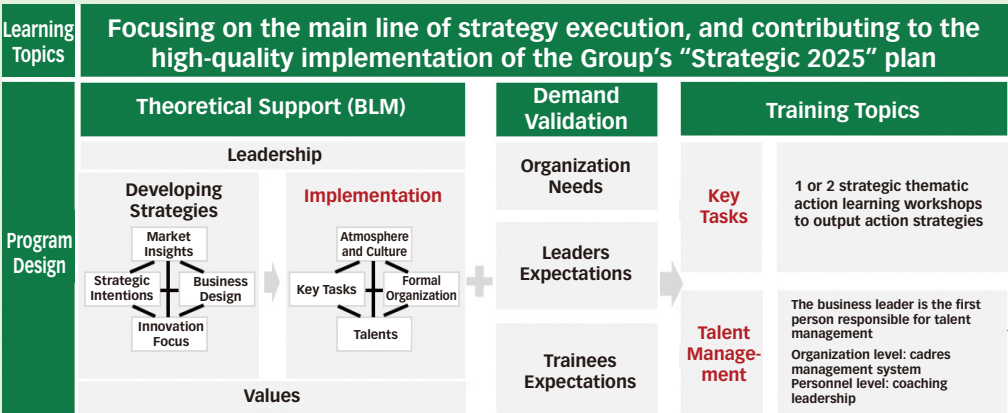 Learning
Topics
Focusing on the main line of strategy execution, and contributing to the
high-quality implementation of the Group's “Strategic 2025” plan
Program
Design
Theoretical Support (BLM)
Leadership
Developing
Strategies
Market
Insights
Strategic
Intentions
Business
Design
Innovation
Focus
Implementation
Atmosphere
and Culture
Key Tasks
Formal
Organization
Talents
Values
Demand
Validation
Organization
Needs
Leaders
Expectations
Trainees
Expectations
Training Topics
Key
Tasks
1 or 2 strategic thematic
action learning workshops
to output action strategies
Talent
Manage-
ment
The business leader is the first
person responsible for talent
management
Organization level: cadres
management system
Personnel level: coaching
leadership